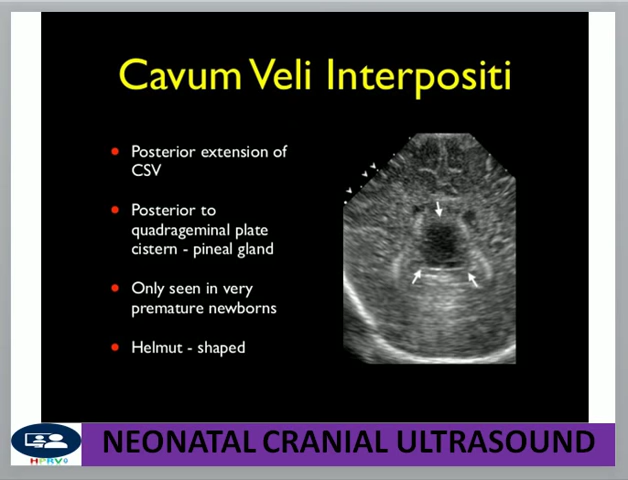 Cavum Veli Interpositi
Posterior extension of
CSV
Posterior to
quadrageminal plate
cistern - pineal gland
Only seen in very
premature newborns
Helmut - shaped
HPRV
NEONATAL CRANIAL ULTRASOUND